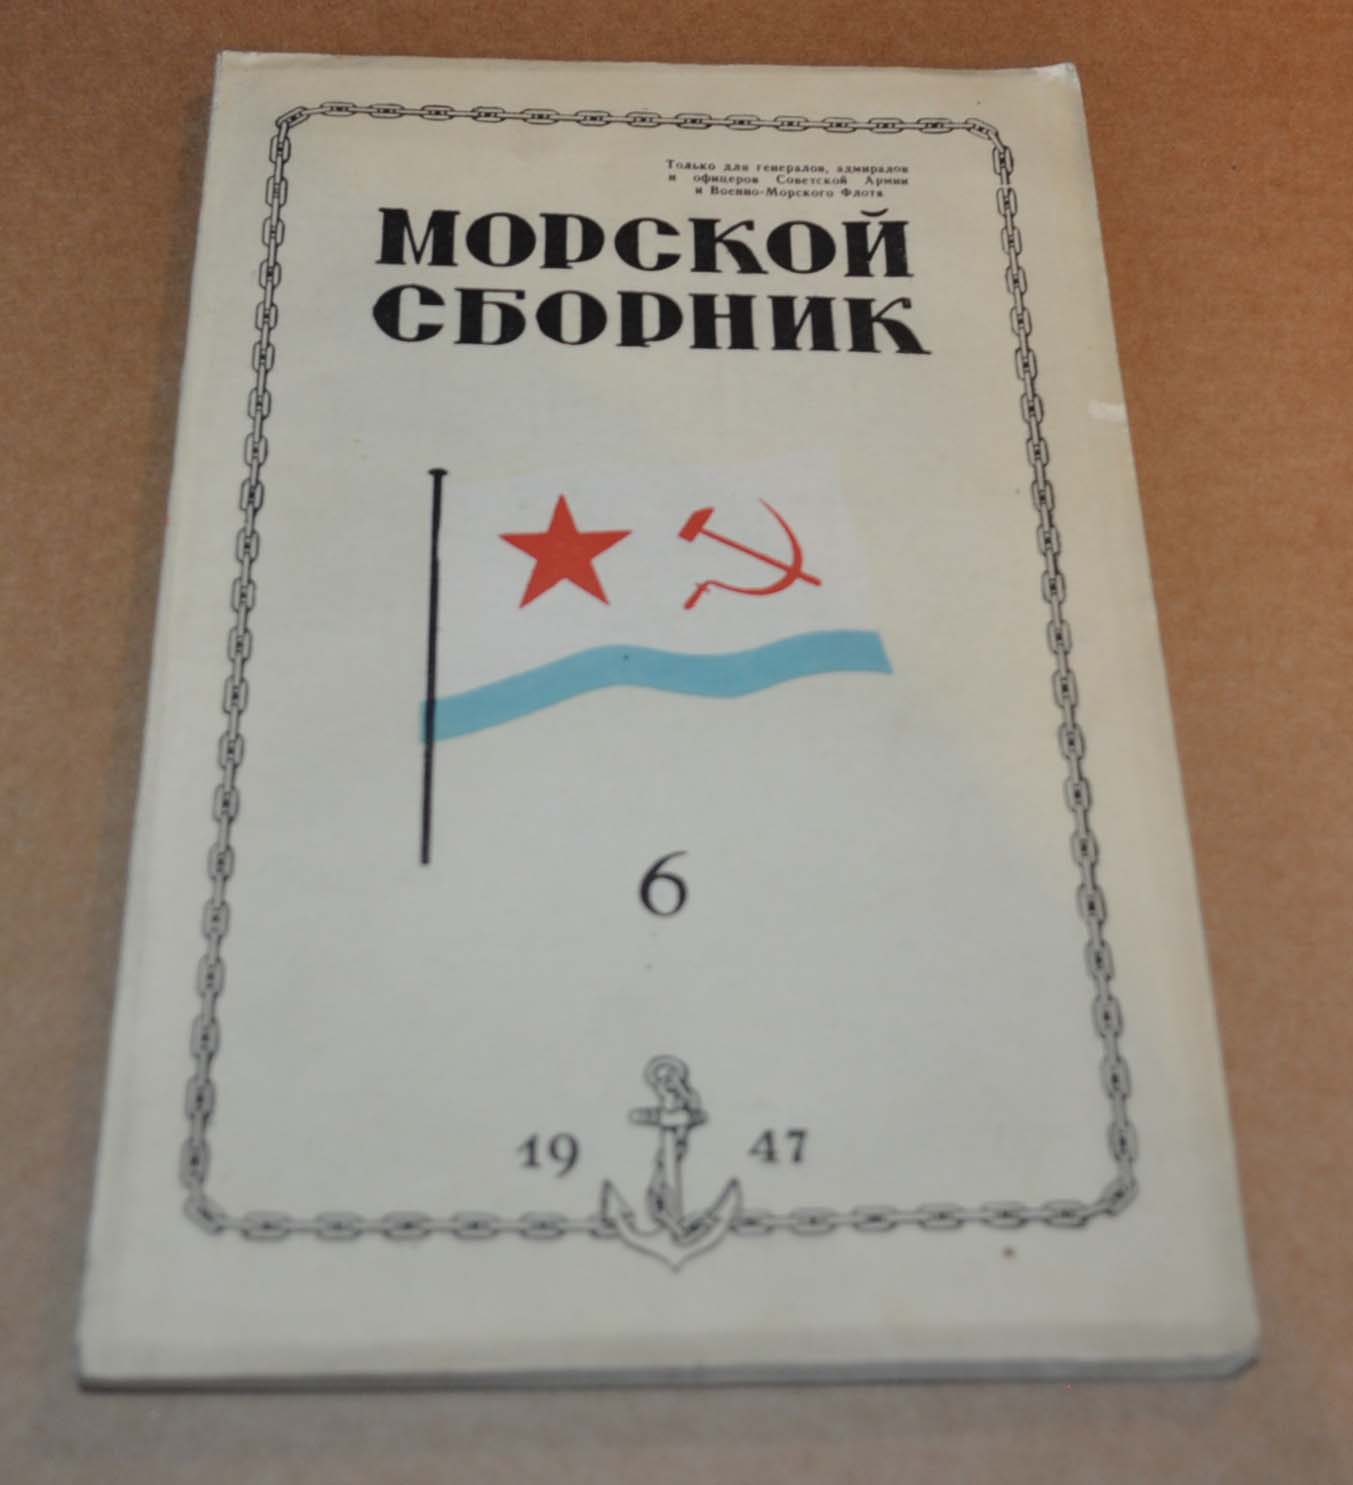 Только для генералов, адмиралов
и офицеров Советской Армии
и Военно-Морского Флота
МОРСКОЙ
СБОРНИК
6
19 47